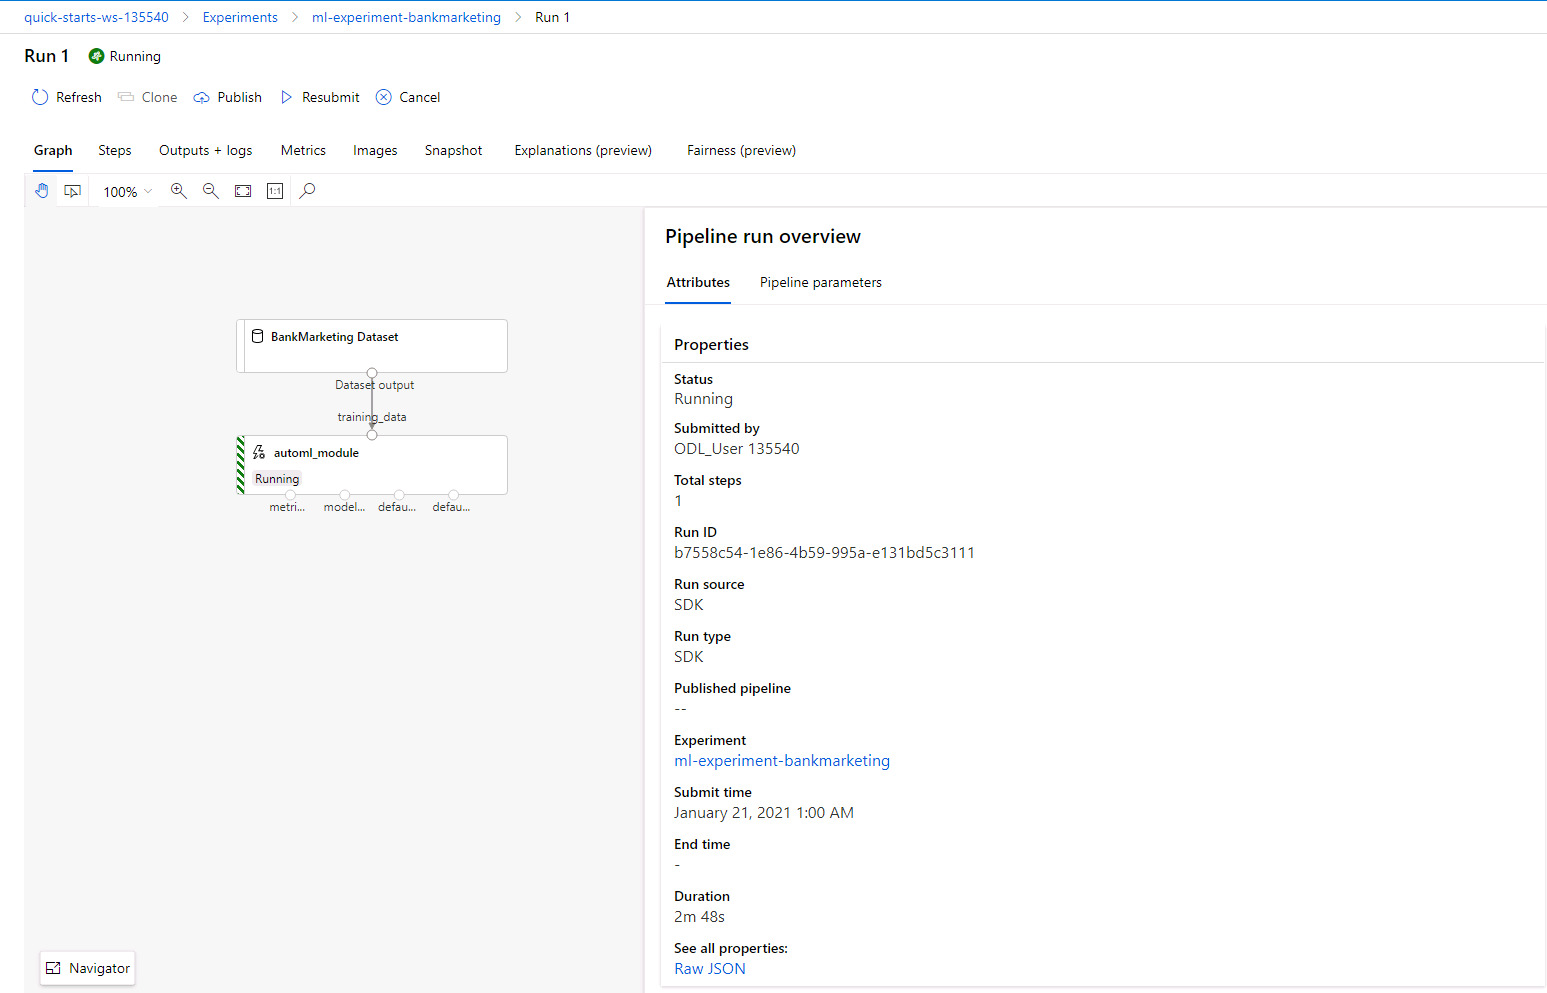 quick-starts-ws-135540 > Experiments > ml-experiment-bankmarketing > Run 1
Run 1 Running
Refresh Clone Publish Resubmit Cancel
Graph Steps Outputs + logs Metrics Images Snapshot Explanations (preview) Fairness (preview)
100% 1:1
BankMarketing Dataset
Dataset output
training_data
automl_module
Running
metri... model... defau... defau...
Navigator
Pipeline run overview
Attributes Pipeline parameters
Properties
Status
Running
Submitted by
ODL_User 135540
Total steps
1
Run ID
b7558c54-1e86-4b59-995a-e131bd5c3111
Run source
SDK
Run type
SDK
Published pipeline
--
Experiment
ml-experiment-bankmarketing
Submit time
January 21, 2021 1:00 AM
End time
-
Duration
2m 48s
See all properties:
Raw JSON